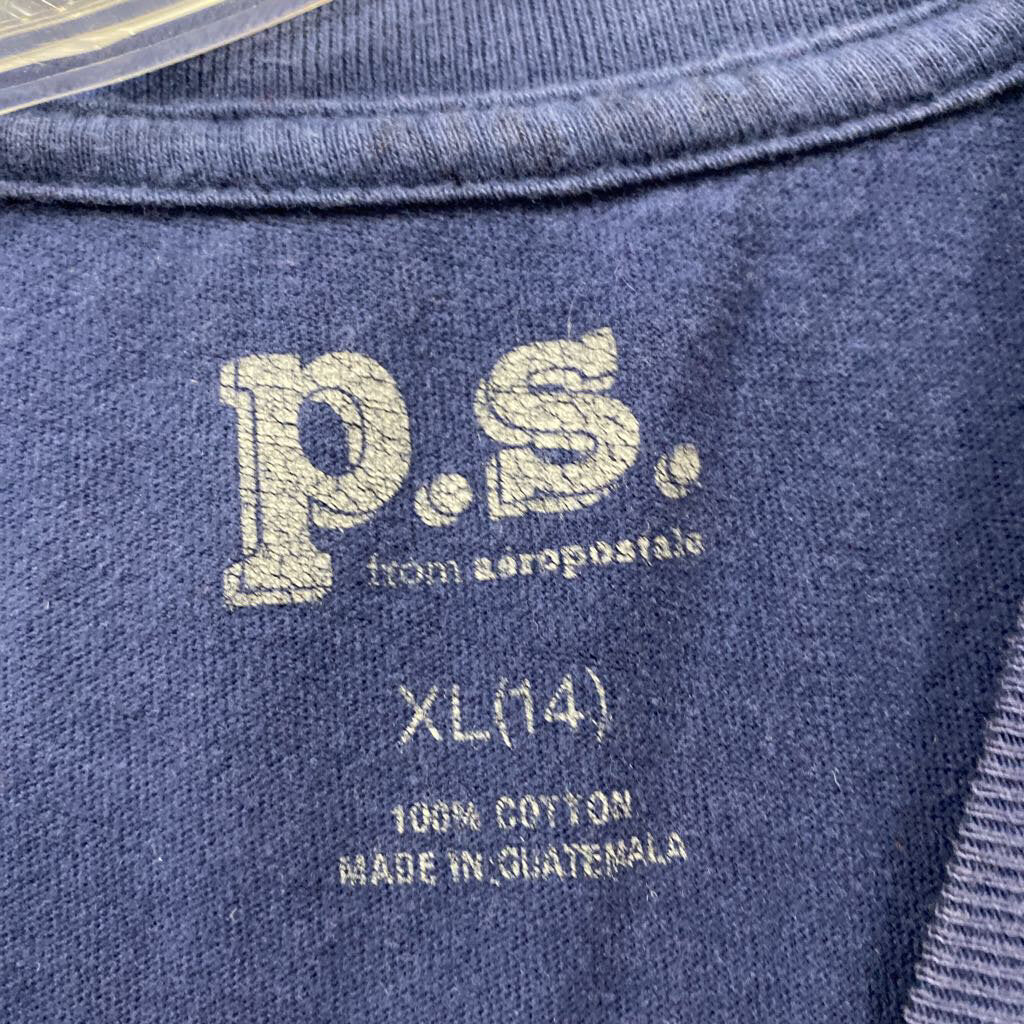 p.s.
from aeropostale
XL(14)
100% COTTON
MADE IN GUATEMALA